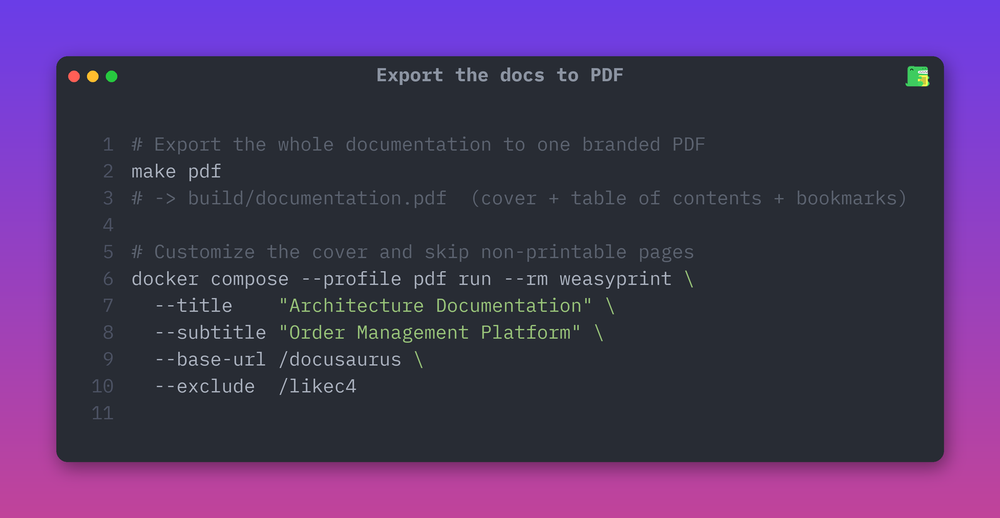 Export the docs to PDF
1 # Export the whole documentation to one branded PDF
2 make pdf
3 # -> build/documentation.pdf  (cover + table of contents + bookmarks)
4
5 # Customize the cover and skip non-printable pages
6 docker compose --profile pdf run --rm weasyprint \
7   --title    "Architecture Documentation" \
8   --subtitle "Order Management Platform" \
9   --base-url /docusaurus \
10   --exclude  /likec4
11